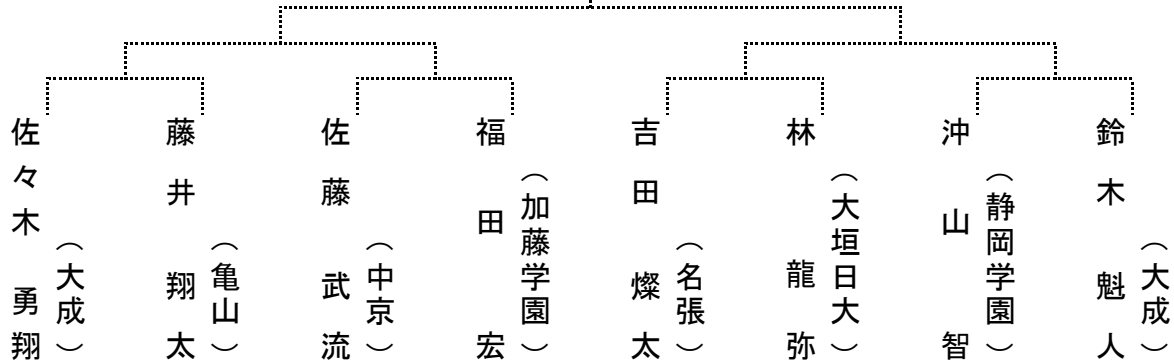 佐々木 勇翔
（大成）
藤井 翔太
（亀山）
佐藤 武流
（中京）
福田 宏
（加藤学園）
吉田 燦太
（名張）
林 龍弥
（大垣日大）
沖山 智
（静岡学園）
鈴木 魁人
（大成）